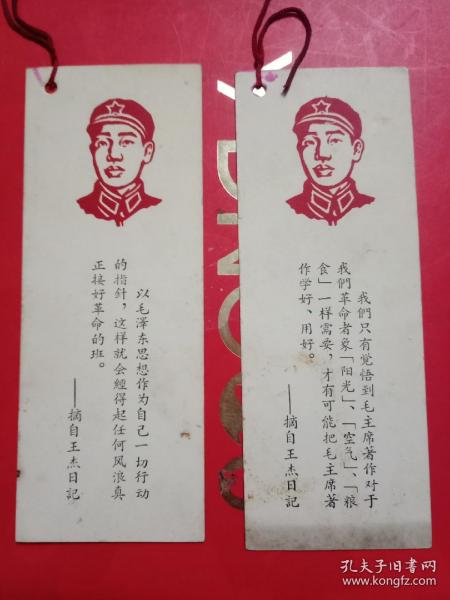 以毛澤东思想作为自己一切行动
的指針，这样就会經得起任何风浪真
正接好革命的班。
——摘自王杰日記
我們只有覚悟到毛主席著作对于
我們革命者象「阳光」、「空气」、「粮
食」一样需要，才有可能把毛主席著
作学好、用好。
——摘自王杰日記
孔夫子旧书网
www.kongfz.com